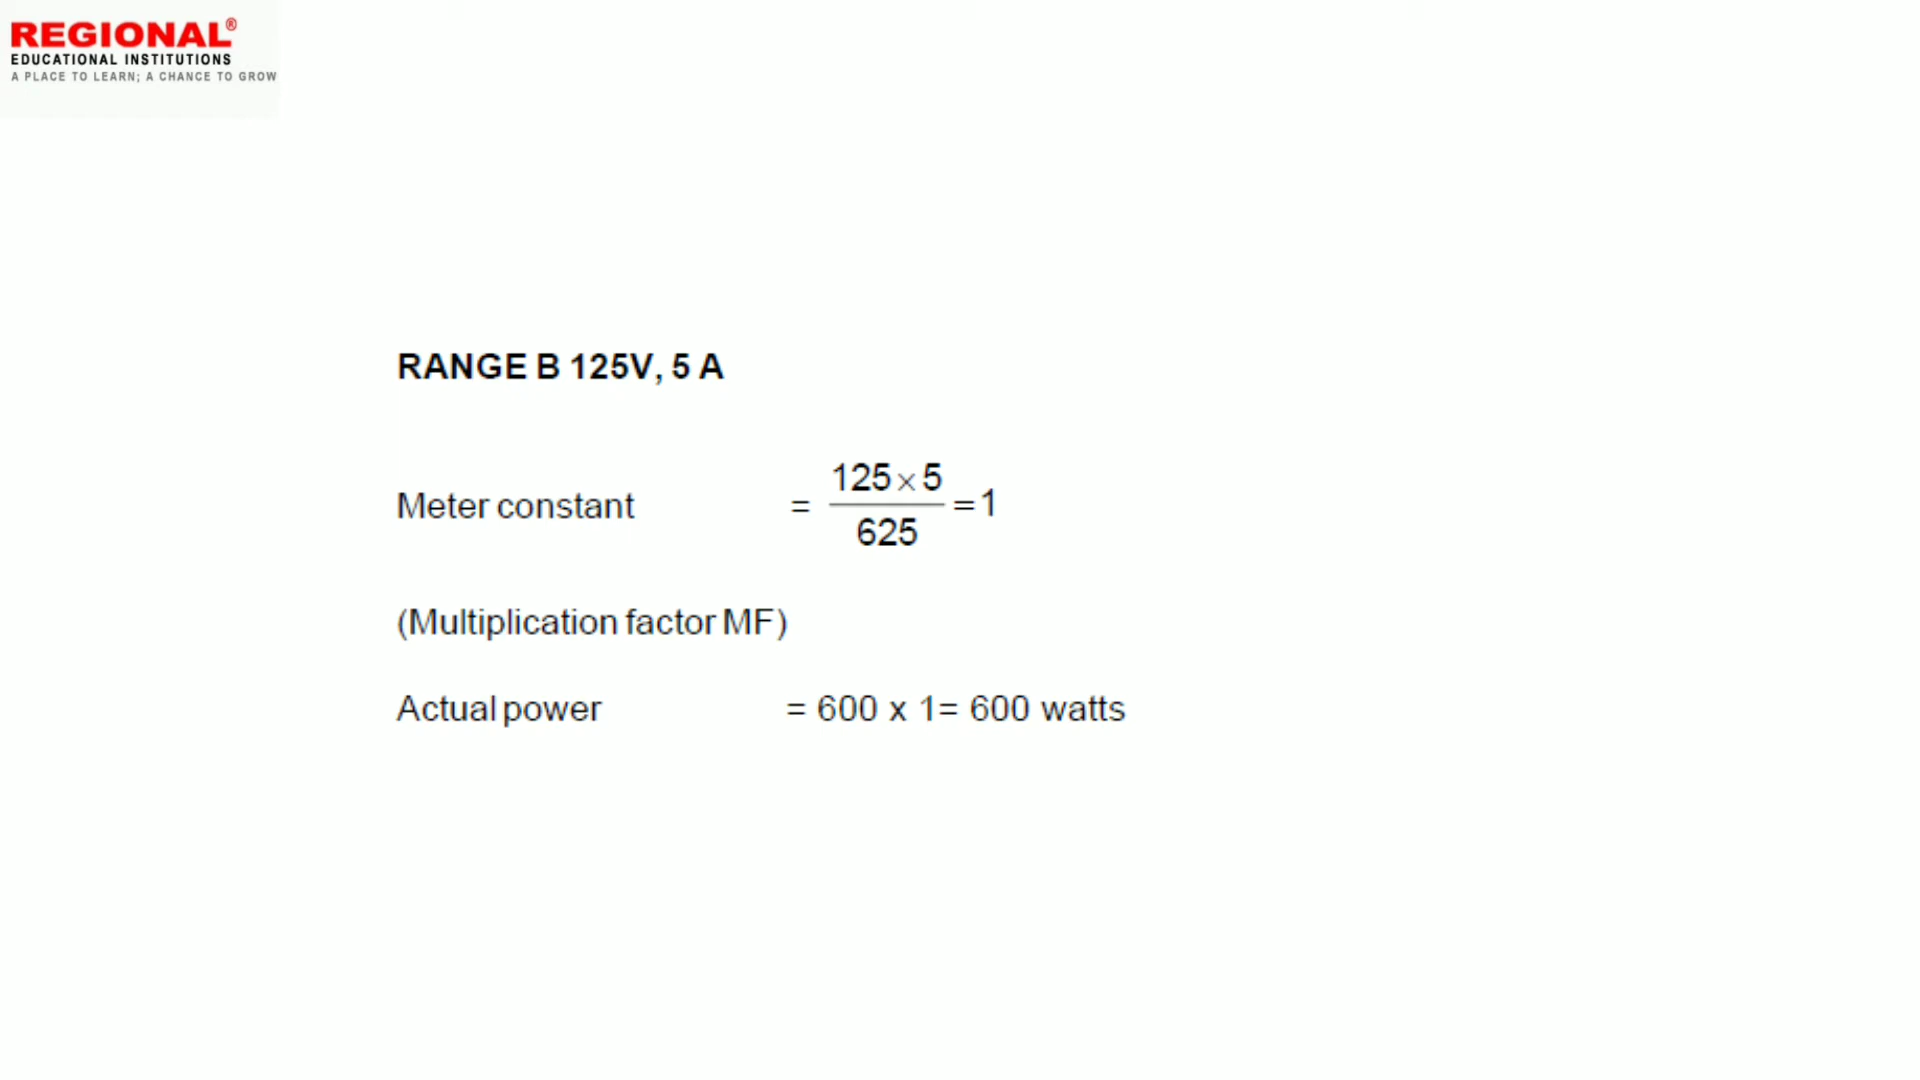 REGIONAL®
EDUCATIONAL INSTITUTIONS
A PLACE TO LEARN; A CHANCE TO GROW
RANGE B 125V, 5 A
Meter constant = 125×5 / 625 =1
(Multiplication factor MF)
Actual power = 600 x 1= 600 watts